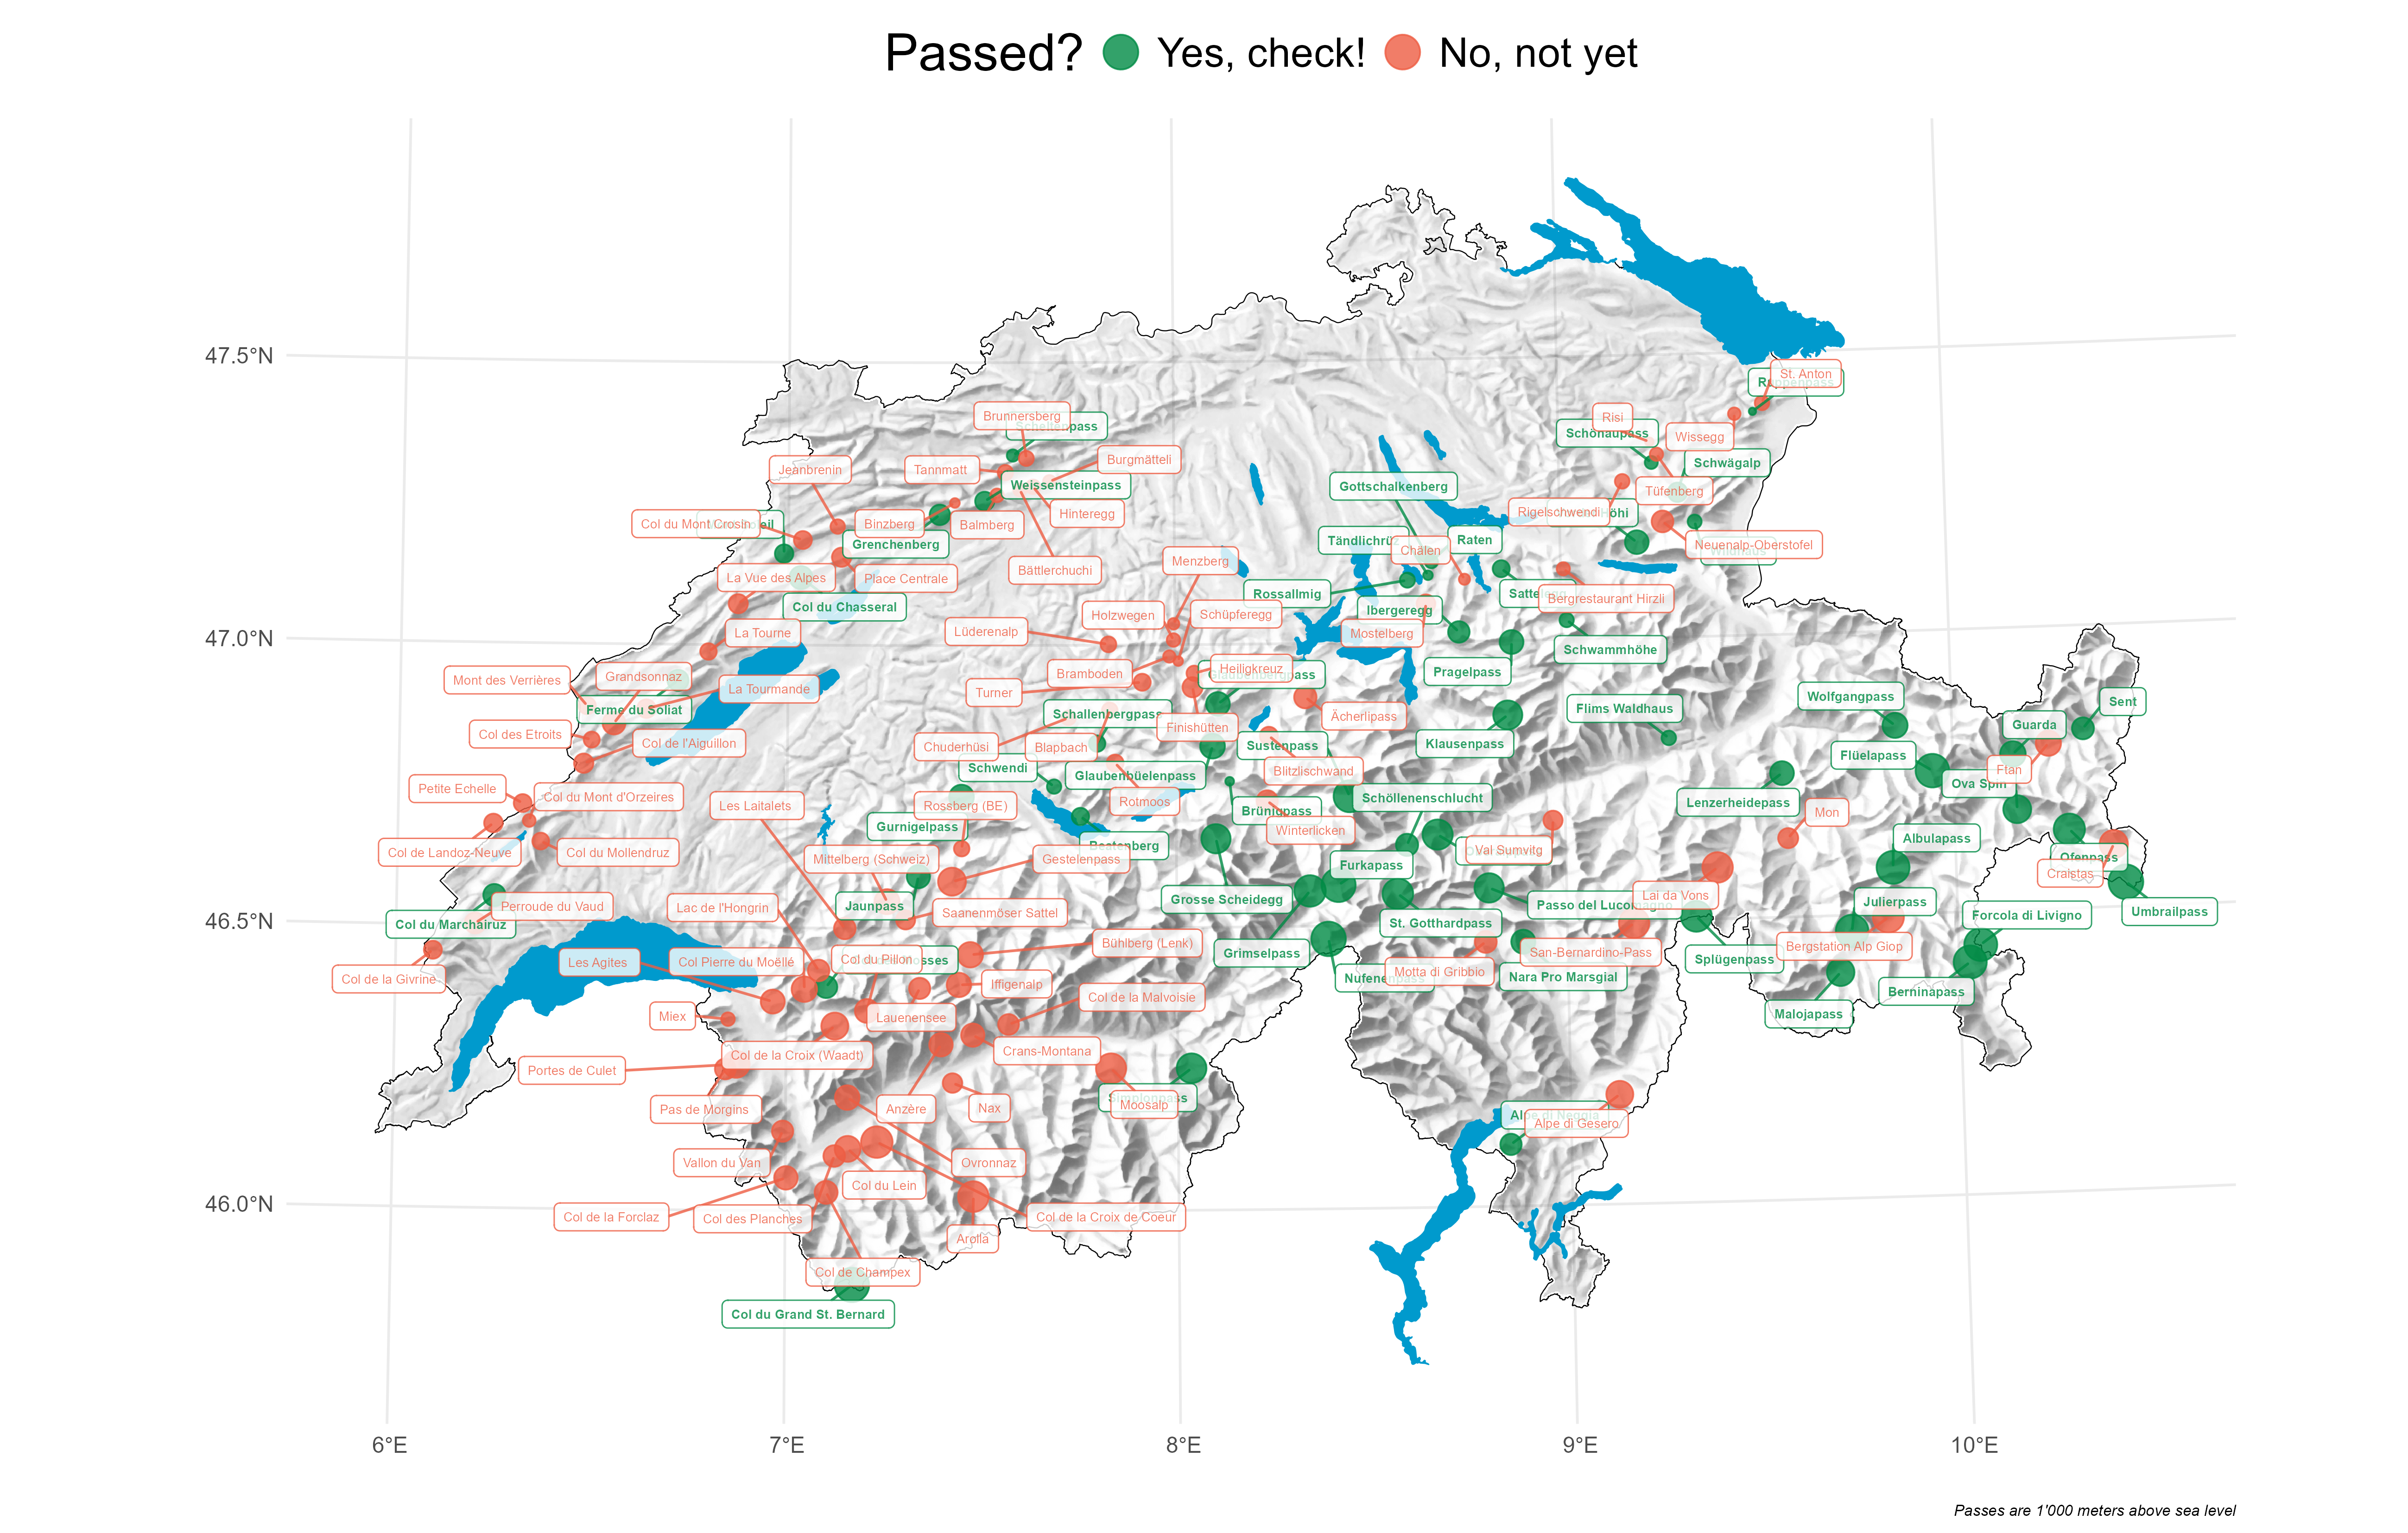 Passed? Yes, check! No, not yet
47.5°N
47.0°N
46.5°N
46.0°N
6°E
7°E
8°E
9°E
10°E
St. Anton
Brunnersberg
Scheltenpass
Risi
Schönaupass
Wissegg
Jeanbrenin
Tannmatt
Burgmätteli
Schwägalp
Weissensteinpass
Gottschalkenberg
Tüfenberg
Col du Mont Crosin
Binzberg
Balmberg
Hinteregg
Rigelschwendi
Grenchenberg
Tändlichrüz
Chälen
Raten
Neuenalp-Oberstofel
La Vue des Alpes
Place Centrale
Bättlerchuchi
Menzberg
Col du Chasseral
Rossallmig
Ibergeregg
Bergrestaurant Hirzli
Holzwegen
Schüpferegg
La Tourne
Lüderenalp
Mostelberg
Schwammhöhe
Mont des Verrières
Grandsonnaz
La Tourmande
Bramboden
Heiligkreuz
Pragelpass
Turner
Ferme du Soliat
Schallenbergpass
Finishütten
Ächerlipass
Flims Waldhaus
Wolfgangpass
Sent
Col des Etroits
Col de l'Aiguillon
Chuderhüsi
Blapbach
Sustenpass
Klausenpass
Guarda
Flüelapass
Schwendi
Glaubenbüelenpass
Blitzlischwand
Ftan
Ova Spin
Petite Echelle
Col du Mont d'Orzeires
Les Laitalets
Rossberg (BE)
Rotmoos
Brünigpass
Schöllenenschlucht
Lenzerheidepass
Mon
Gurnigelpass
Winterlicken
Albulapass
Col de Landoz-Neuve
Col du Mollendruz
Mittelberg (Schweiz)
Gestelenpass
Beatenberg
Furkapass
Val Sumvitg
Ofenpass
Craistas
Perroude du Vaud
Col du Marchairuz
Lac de l'Hongrin
Jaunpass
Saanenmöser Sattel
Grosse Scheidegg
St. Gotthardpass
Passo del Lucomagno
Lai da Vons
Julierpass
Forcola di Livigno
Umbrailpass
Bühlberg (Lenk)
Grimselpass
San-Bernardino-Pass
Splügenpass
Bergstation Alp Giop
Col de la Givrine
Les Agites
Col Pierre du Moëllé
Col du Pillon
Iffigenalp
Motta di Gribbio
Nara Pro Marsgial
Berninapass
Miex
Lauenensee
Col de la Malvoisie
Malojapass
Portes de Culet
Col de la Croix (Waadt)
Crans-Montana
Pas de Morgins
Anzère
Nax
Simplonpass
Moosalp
Alpe di Neggia
Alpe di Gesero
Vallon du Van
Ovronnaz
Col du Lein
Col de la Forclaz
Col des Planches
Col de la Croix de Coeur
Arolla
Col de Champex
Col du Grand St. Bernard
Passes are 1'000 meters above sea level